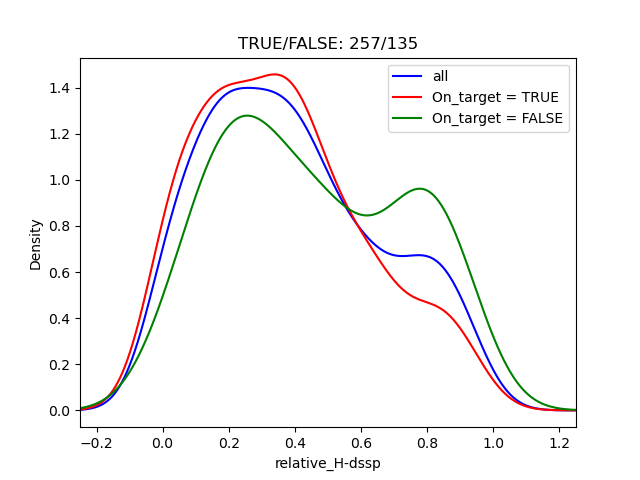 TRUE/FALSE: 257/135
all
On_target = TRUE
On_target = FALSE
Density
1.4
1.2
1.0
0.8
0.6
0.4
0.2
0.0
−0.2 0.0 0.2 0.4 0.6 0.8 1.0 1.2
relative_H-dssp